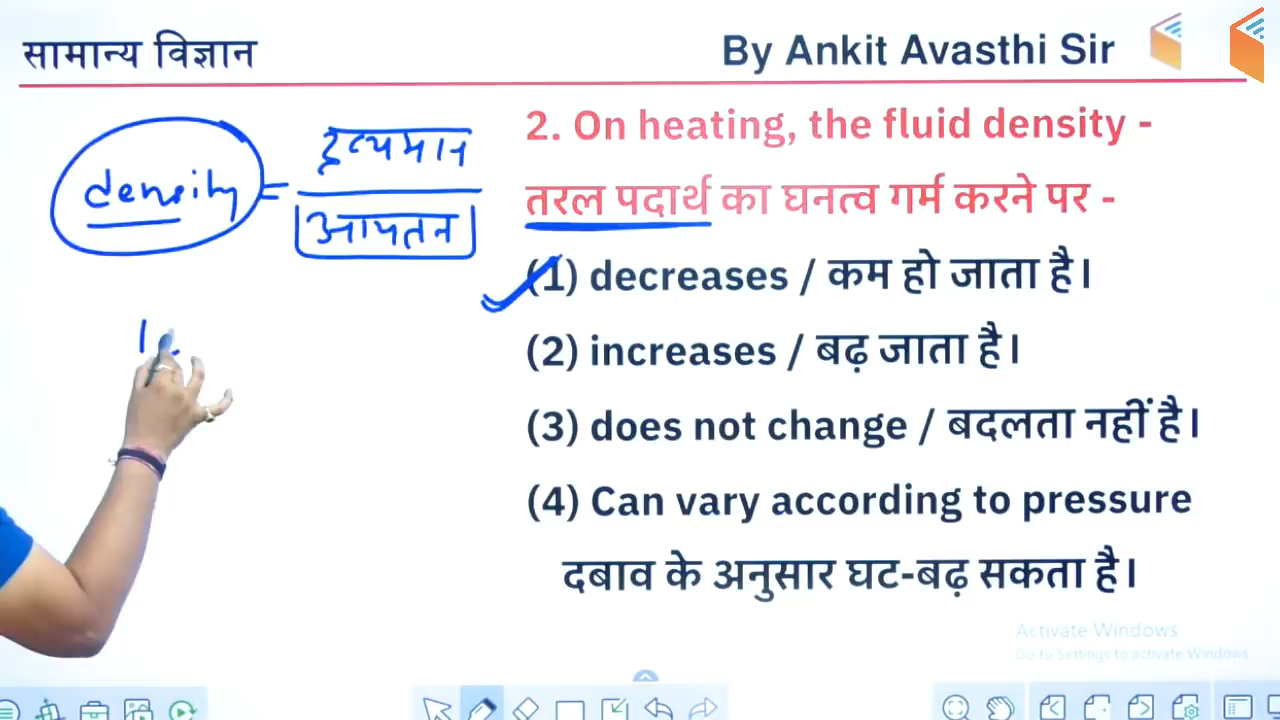 सामान्य विज्ञान
By Ankit Avasthi Sir
density = द्रव्यमान
आयतन
2. On heating, the fluid density -
तरल पदार्थ का घनत्व गर्म करने पर -
(1) decreases / कम हो जाता है।
(2) increases / बढ़ जाता है।
(3) does not change / बदलता नहीं है।
(4) Can vary according to pressure
दबाव के अनुसार घट-बढ़ सकता है।
Activate Windows
Go to Settings to activate Windows.